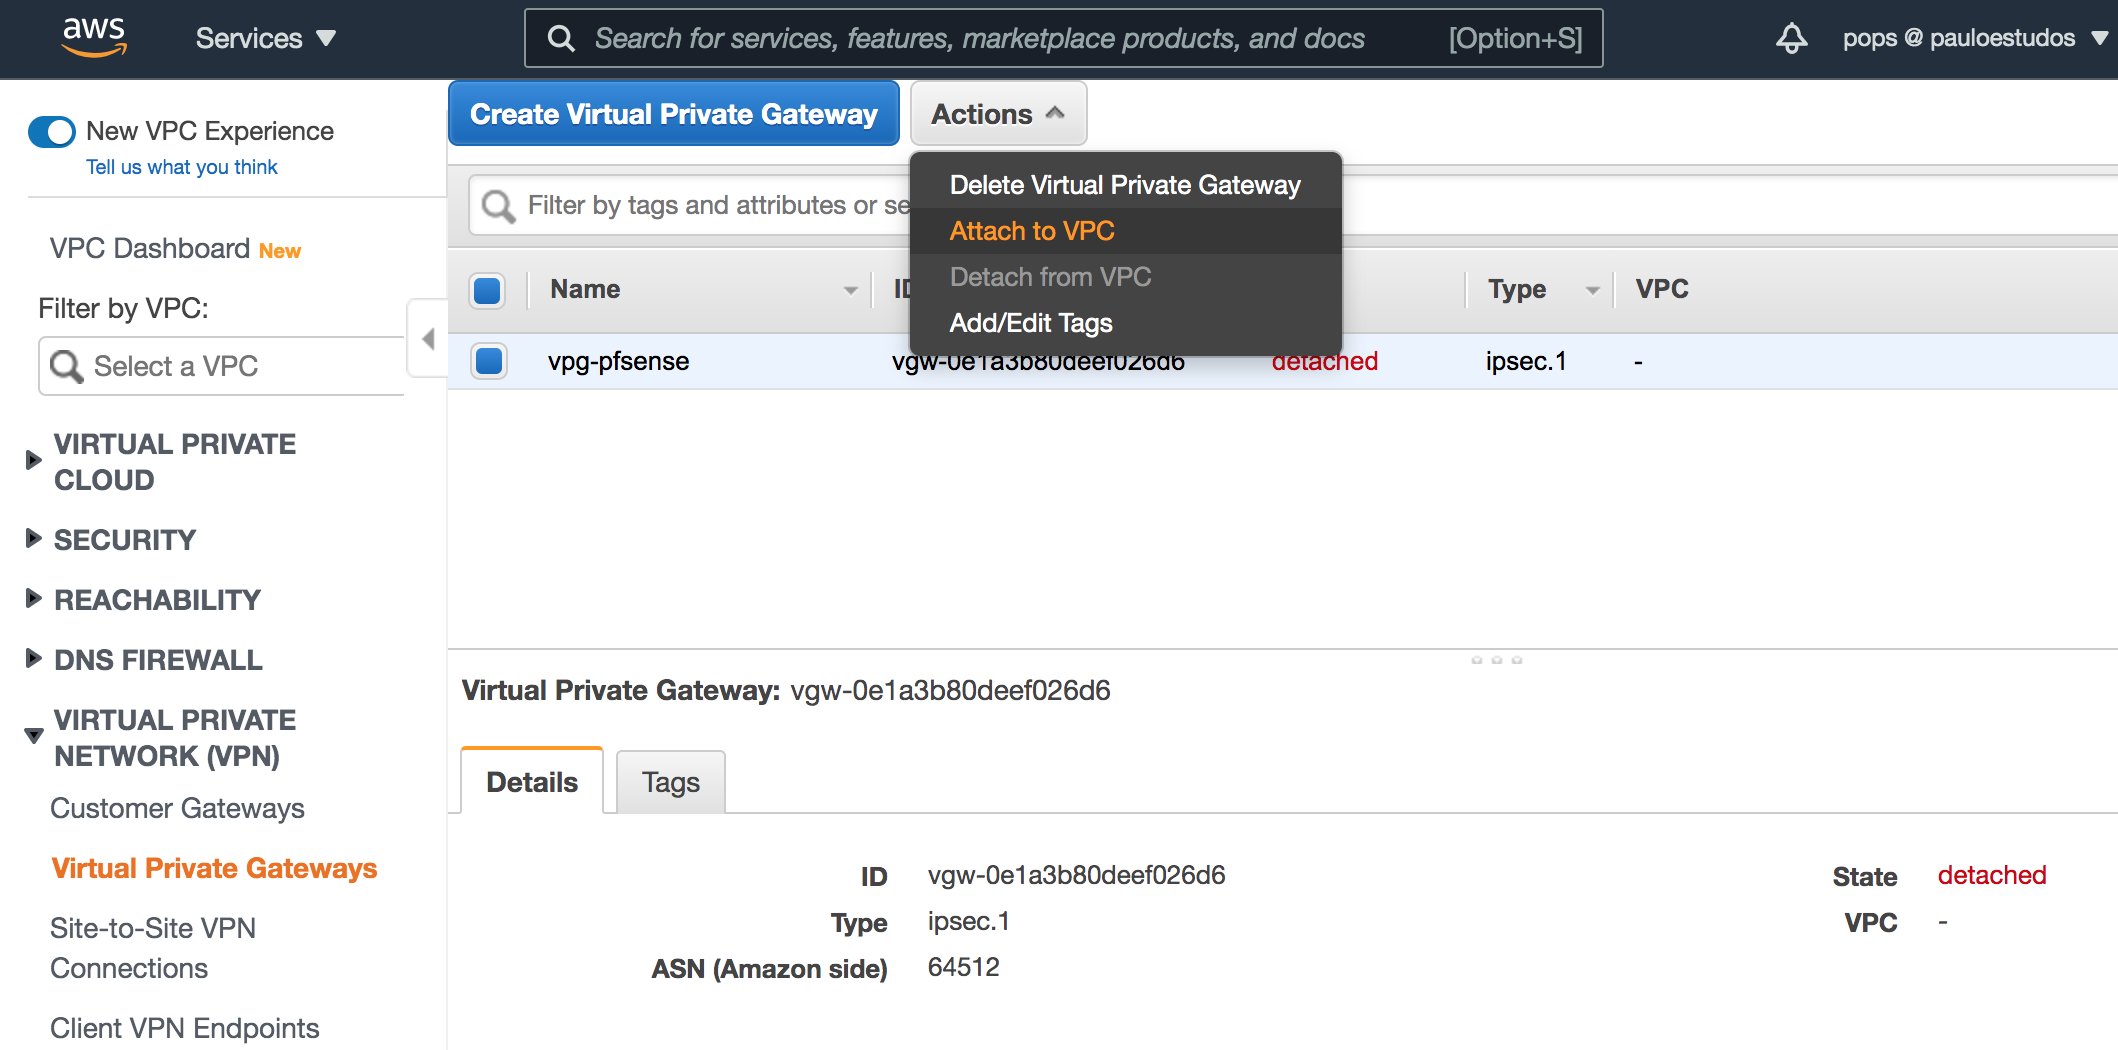 aws
Services
Search for services, features, marketplace products, and docs
[Option+S]
pops @ pauloestudos
New VPC Experience
Tell us what you think
VPC Dashboard New
Filter by VPC:
Select a VPC
VIRTUAL PRIVATE
CLOUD
SECURITY
REACHABILITY
DNS FIREWALL
VIRTUAL PRIVATE
NETWORK (VPN)
Customer Gateways
Virtual Private Gateways
Site-to-Site VPN
Connections
Client VPN Endpoints
Create Virtual Private Gateway
Actions
Delete Virtual Private Gateway
Attach to VPC
Detach from VPC
Add/Edit Tags
Filter by tags and attributes or se
Name
ID
Type
VPC
vpg-pfsense
vgw-0e1a3b80deef026d6
detached
ipsec.1
-
Virtual Private Gateway: vgw-0e1a3b80deef026d6
Details
Tags
ID vgw-0e1a3b80deef026d6
Type ipsec.1
ASN (Amazon side) 64512
State detached
VPC -